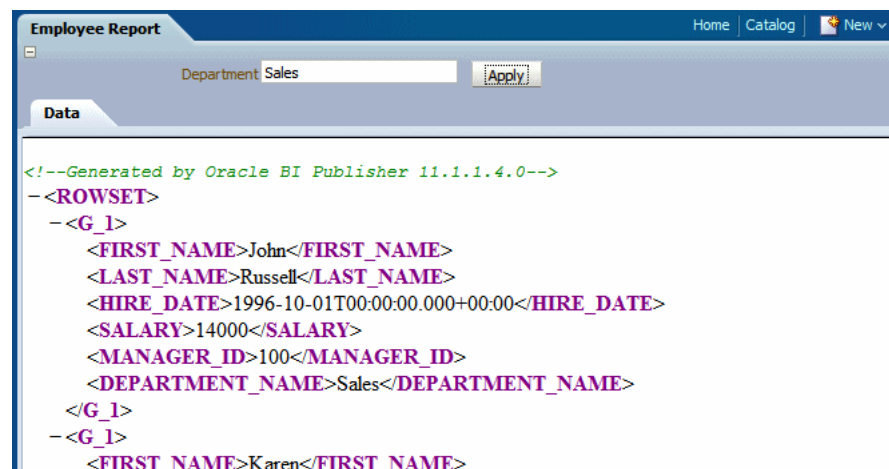 Employee Report Home Catalog New
Department Sales Apply
Data
<!--Generated by Oracle BI Publisher 11.1.1.4.0-->
−<ROWSET>
−<G_1>
<FIRST_NAME>John</FIRST_NAME>
<LAST_NAME>Russell</LAST_NAME>
<HIRE_DATE>1996-10-01T00:00:00.000+00:00</HIRE_DATE>
<SALARY>14000</SALARY>
<MANAGER_ID>100</MANAGER_ID>
<DEPARTMENT_NAME>Sales</DEPARTMENT_NAME>
</G_1>
−<G_1>
<FIRST_NAME>Karen</FIRST_NAME>